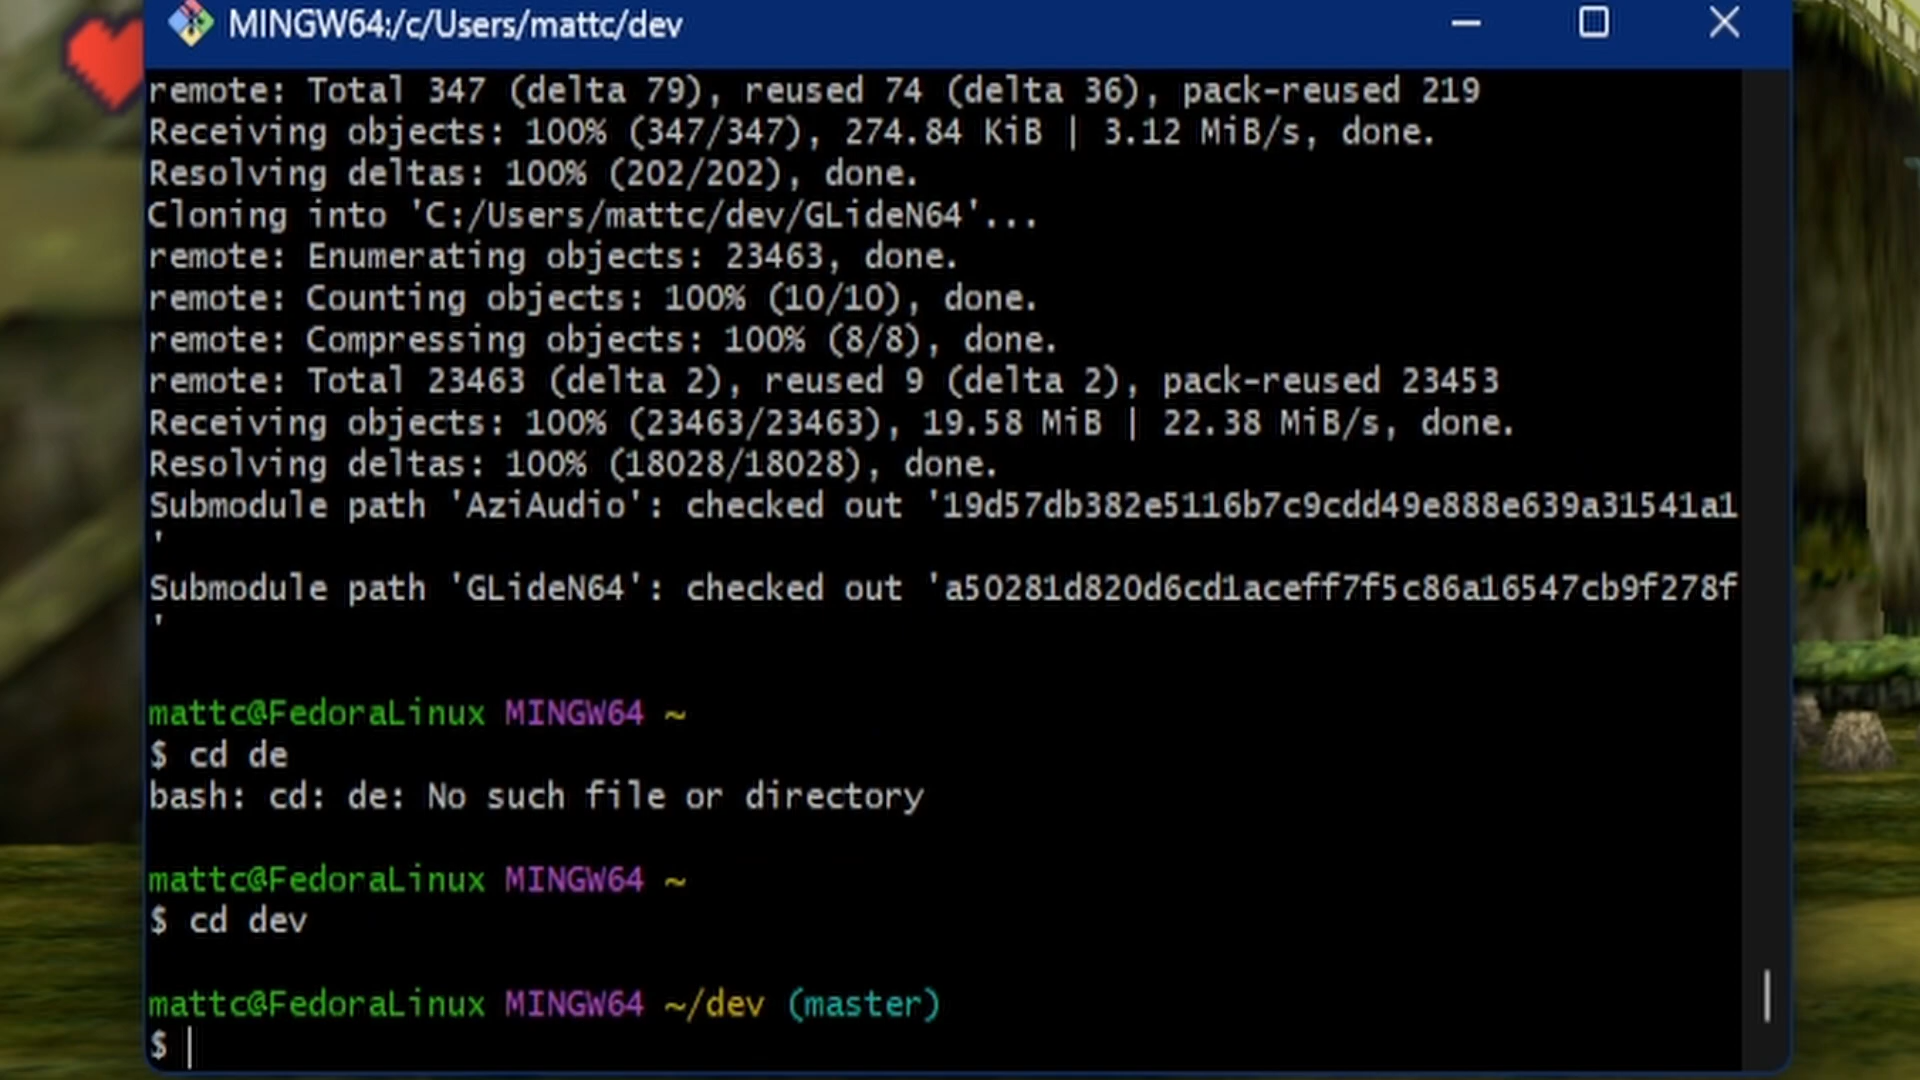 MINGW64:/c/Users/mattc/dev
remote: Total 347 (delta 79), reused 74 (delta 36), pack-reused 219
Receiving objects: 100% (347/347), 274.84 KiB | 3.12 MiB/s, done.
Resolving deltas: 100% (202/202), done.
Cloning into 'C:/Users/mattc/dev/GLideN64'...
remote: Enumerating objects: 23463, done.
remote: Counting objects: 100% (10/10), done.
remote: Compressing objects: 100% (8/8), done.
remote: Total 23463 (delta 2), reused 9 (delta 2), pack-reused 23453
Receiving objects: 100% (23463/23463), 19.58 MiB | 22.38 MiB/s, done.
Resolving deltas: 100% (18028/18028), done.
Submodule path 'AziAudio': checked out '19d57db382e5116b7c9cdd49e888e639a31541a1
'
Submodule path 'GLideN64': checked out 'a50281d820d6cd1aceff7f5c86a16547cb9f278f
'
mattc@FedoraLinux MINGW64 ~
$ cd de
bash: cd: de: No such file or directory
mattc@FedoraLinux MINGW64 ~
$ cd dev
mattc@FedoraLinux MINGW64 ~/dev (master)
$